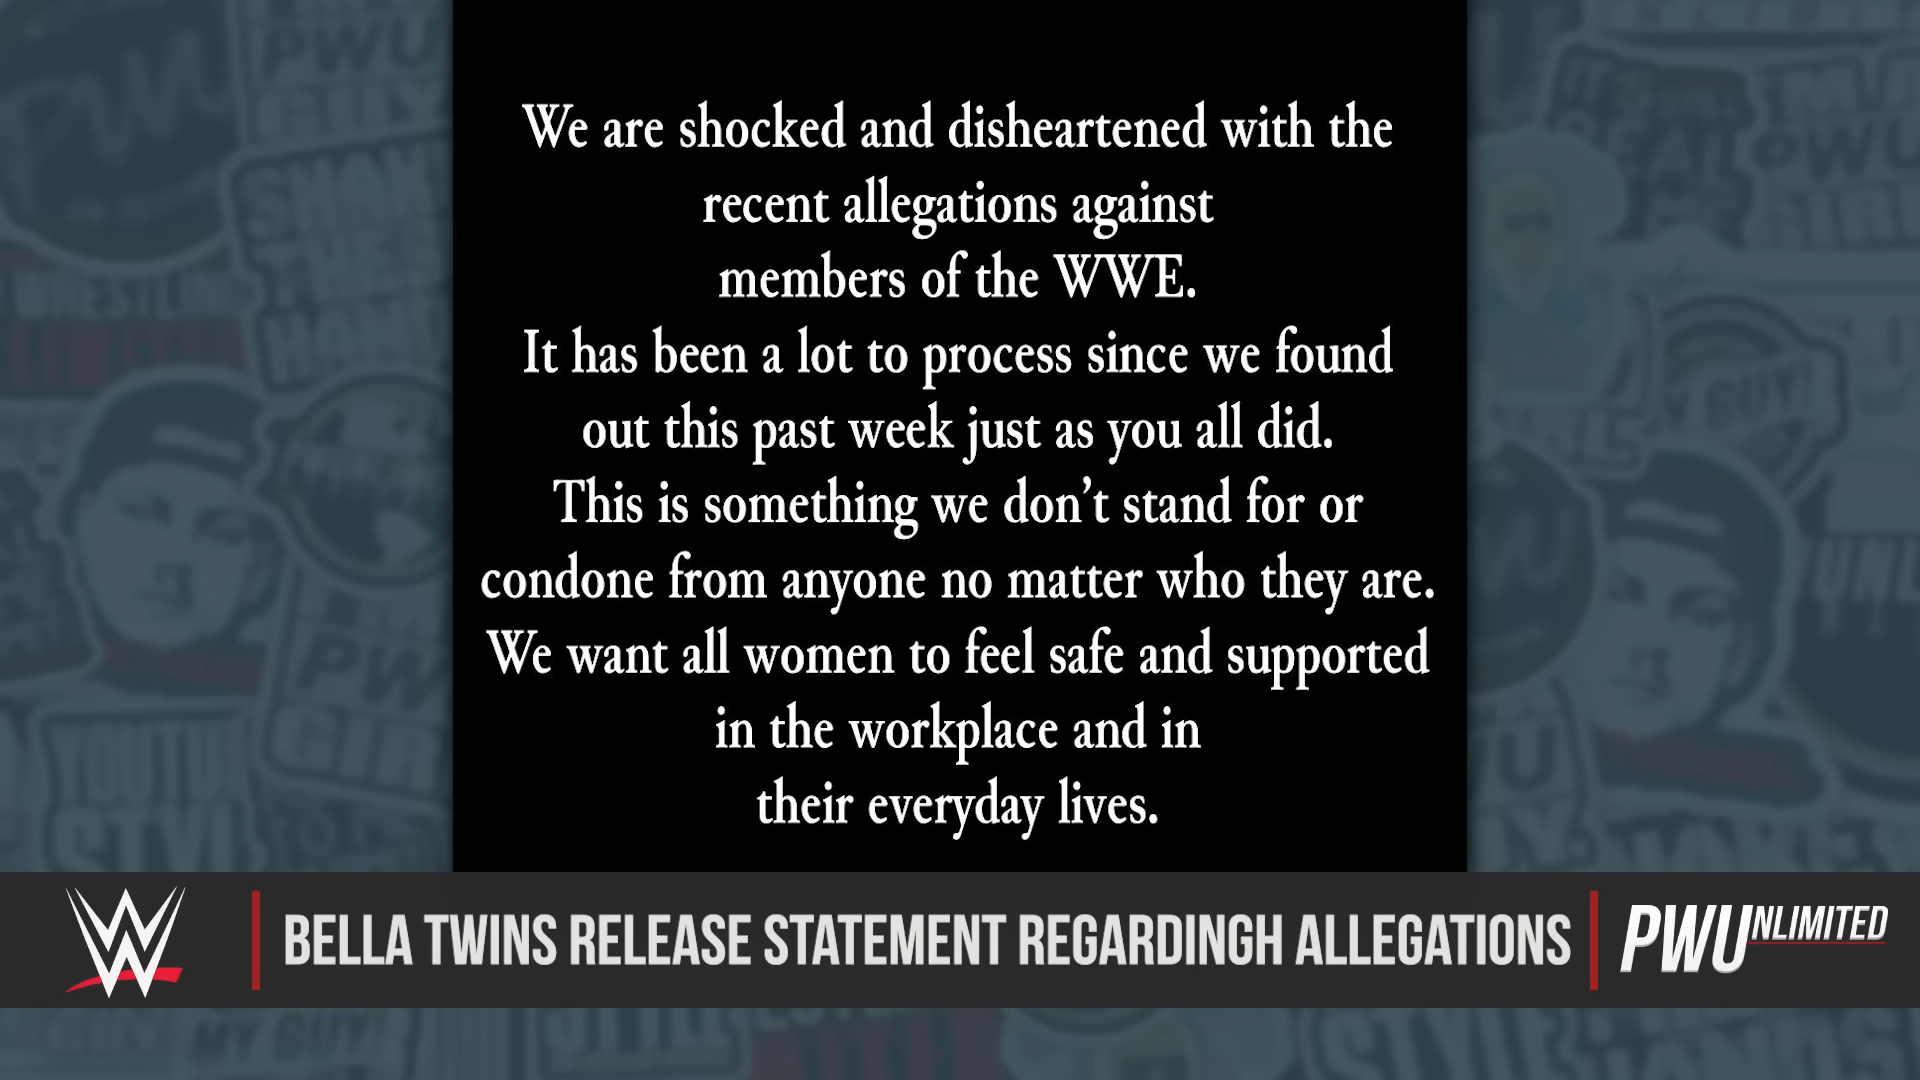 We are shocked and disheartened with the
recent allegations against
members of the WWE.
It has been a lot to process since we found
out this past week just as you all did.
This is something we don’t stand for or
condone from anyone no matter who they are.
We want all women to feel safe and supported
in the workplace and in
their everyday lives.
BELLA TWINS RELEASE STATEMENT REGARDINGH ALLEGATIONS
PWUNLIMITED